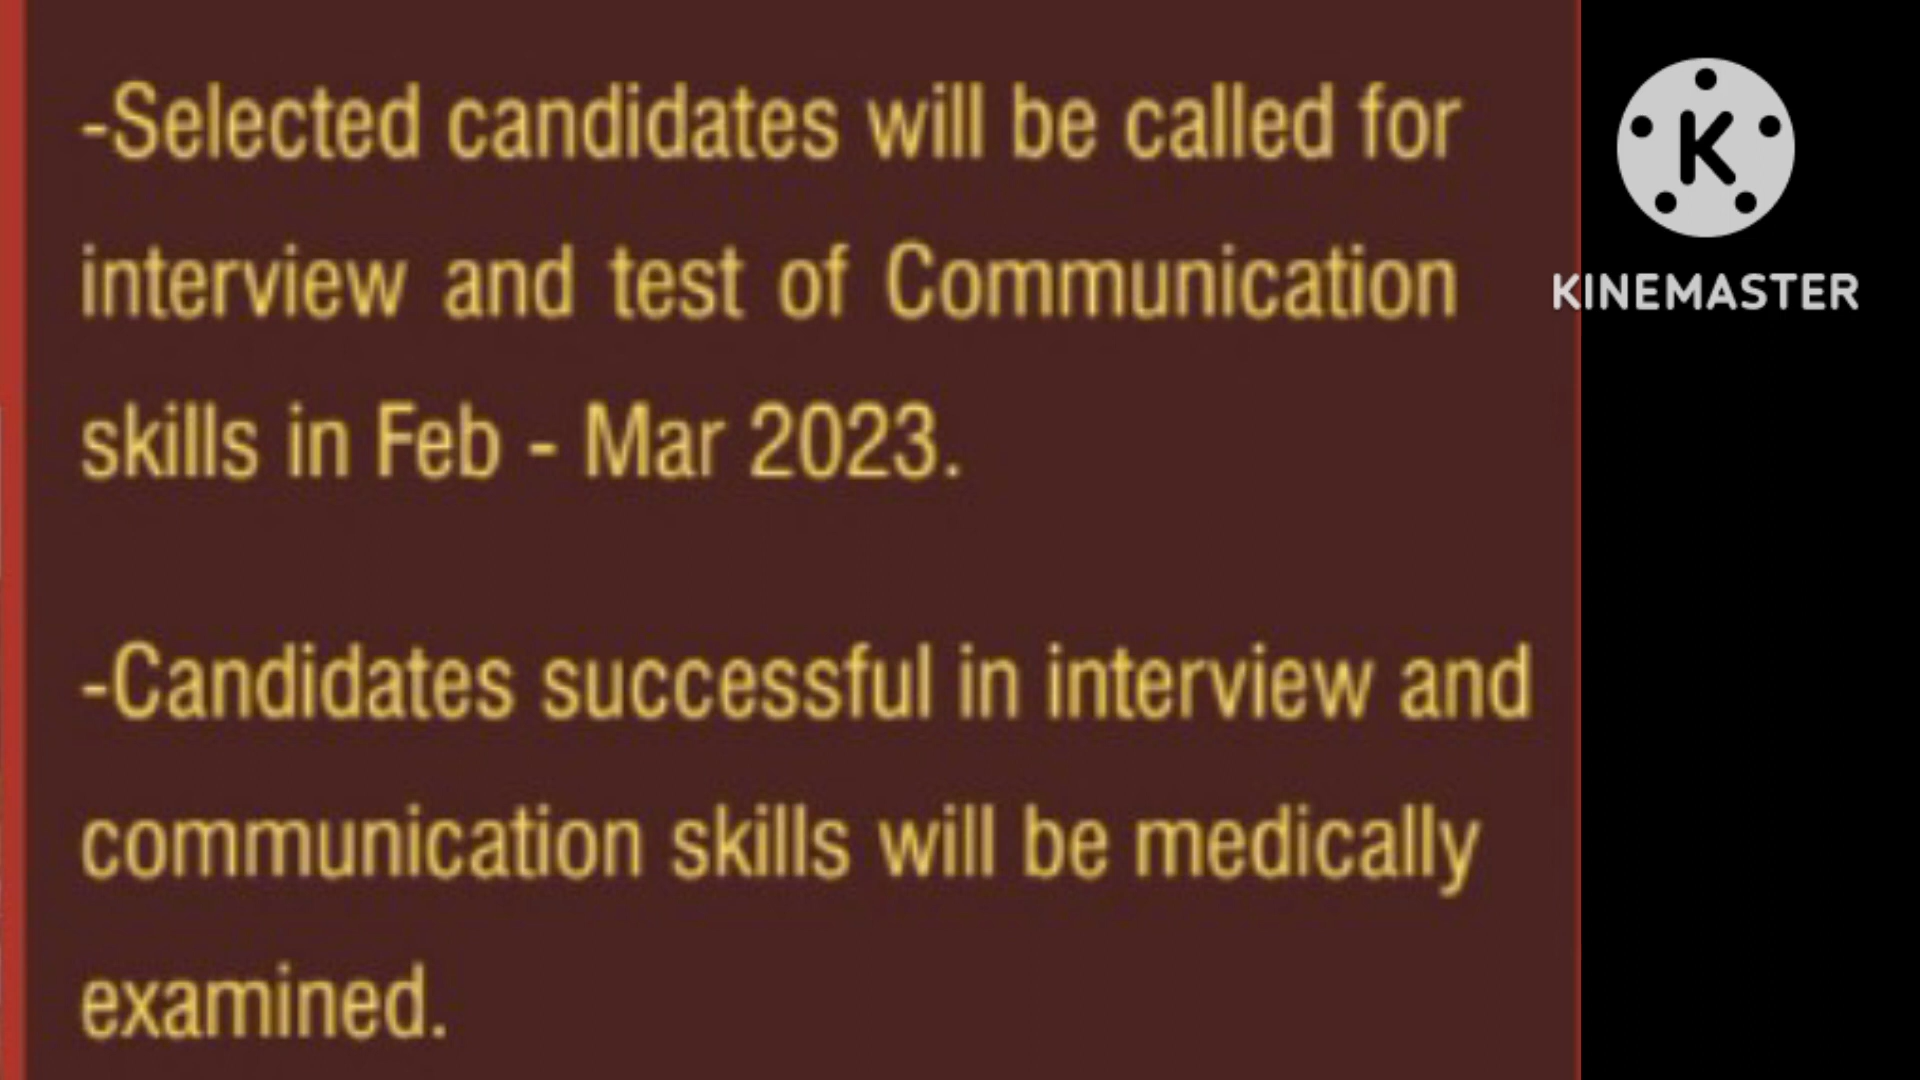 -Selected candidates will be called for
interview and test of Communication
skills in Feb - Mar 2023.
-Candidates successful in interview and
communication skills will be medically
examined.
K
KINEMASTER